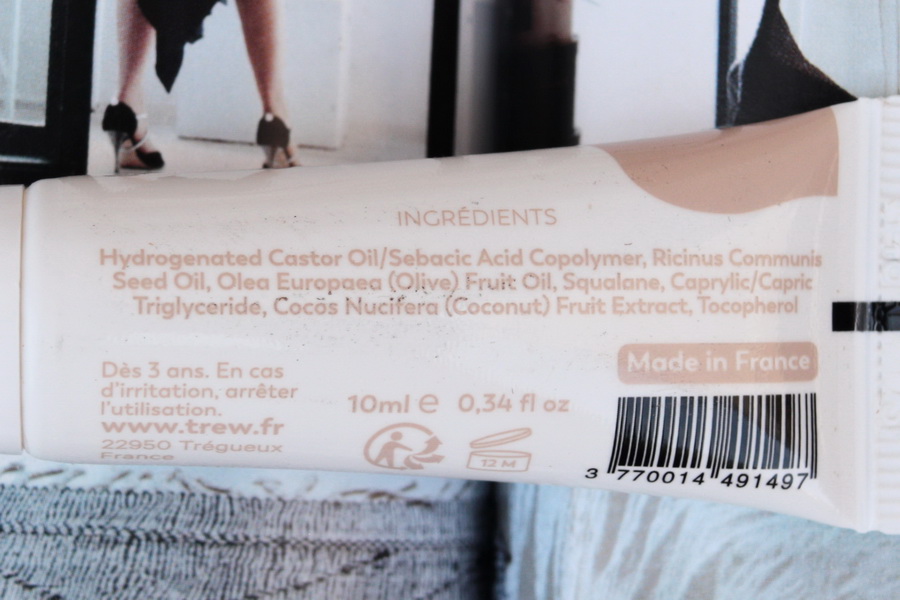 INGRÉDIENTS
Hydrogenated Castor Oil/Sebacic Acid Copolymer, Ricinus Communis
Seed Oil, Olea Europaea (Olive) Fruit Oil, Squalane, Caprylic/Capric
Triglyceride, Cocos Nucifera (Coconut) Fruit Extract, Tocopherol
Made in France
Dès 3 ans. En cas
d'irritation, arrêter
l'utilisation.
www.trew.fr
22950 Trégueux
France
10ml e 0,34 fl oz
12 M
3 770014 491497